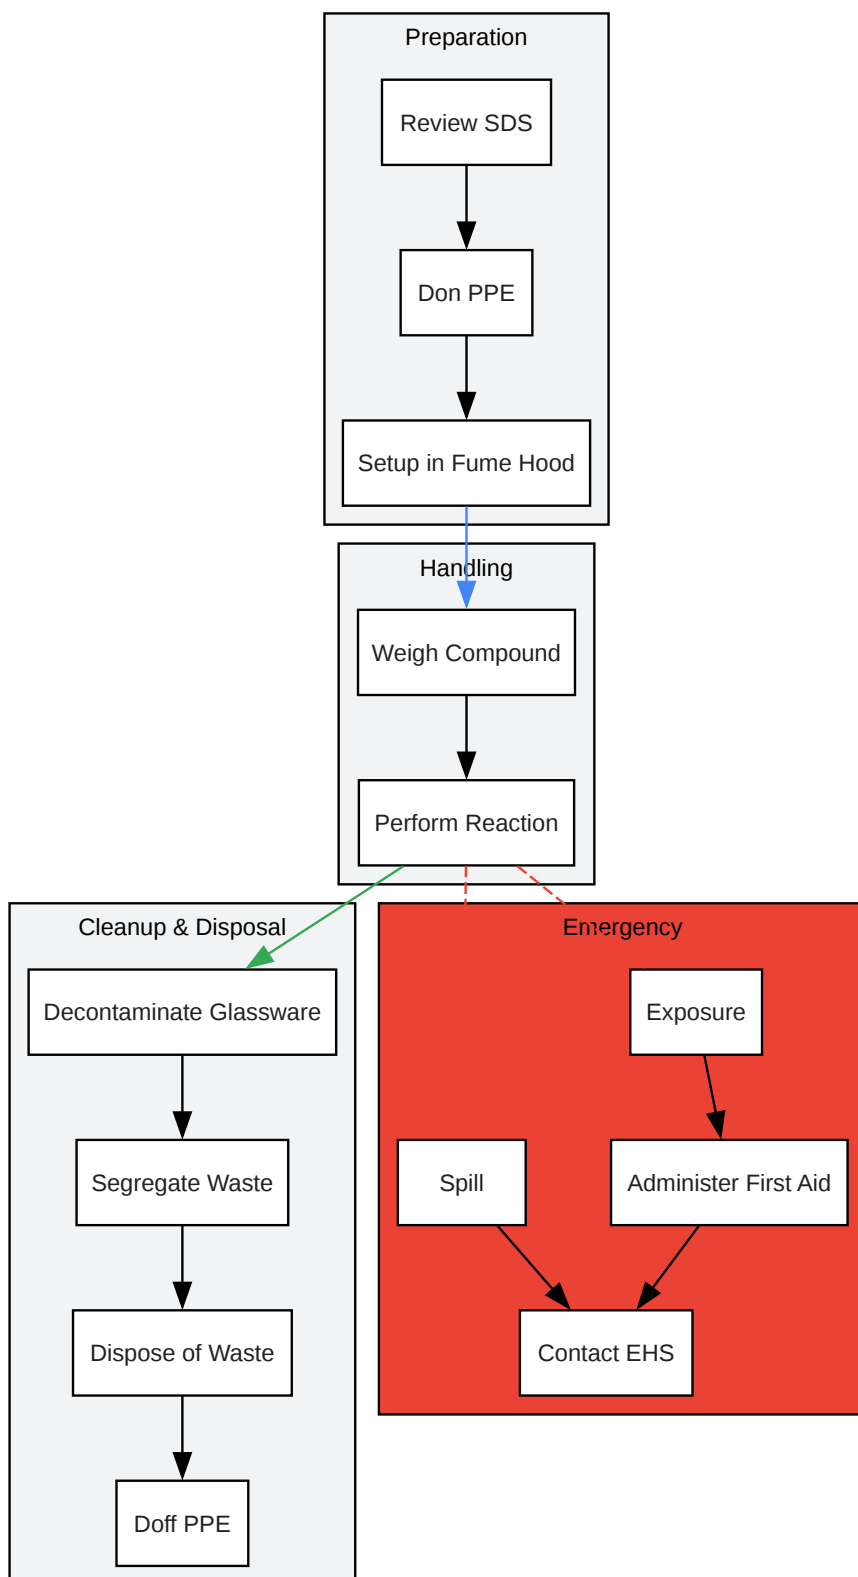 Preparation
Review SDS
Don PPE
Setup in Fume Hood
Handling
Weigh Compound
Perform Reaction
Cleanup & Disposal
Decontaminate Glassware
Segregate Waste
Dispose of Waste
Doff PPE
Emergency
Exposure
Spill
Administer First Aid
Contact EHS